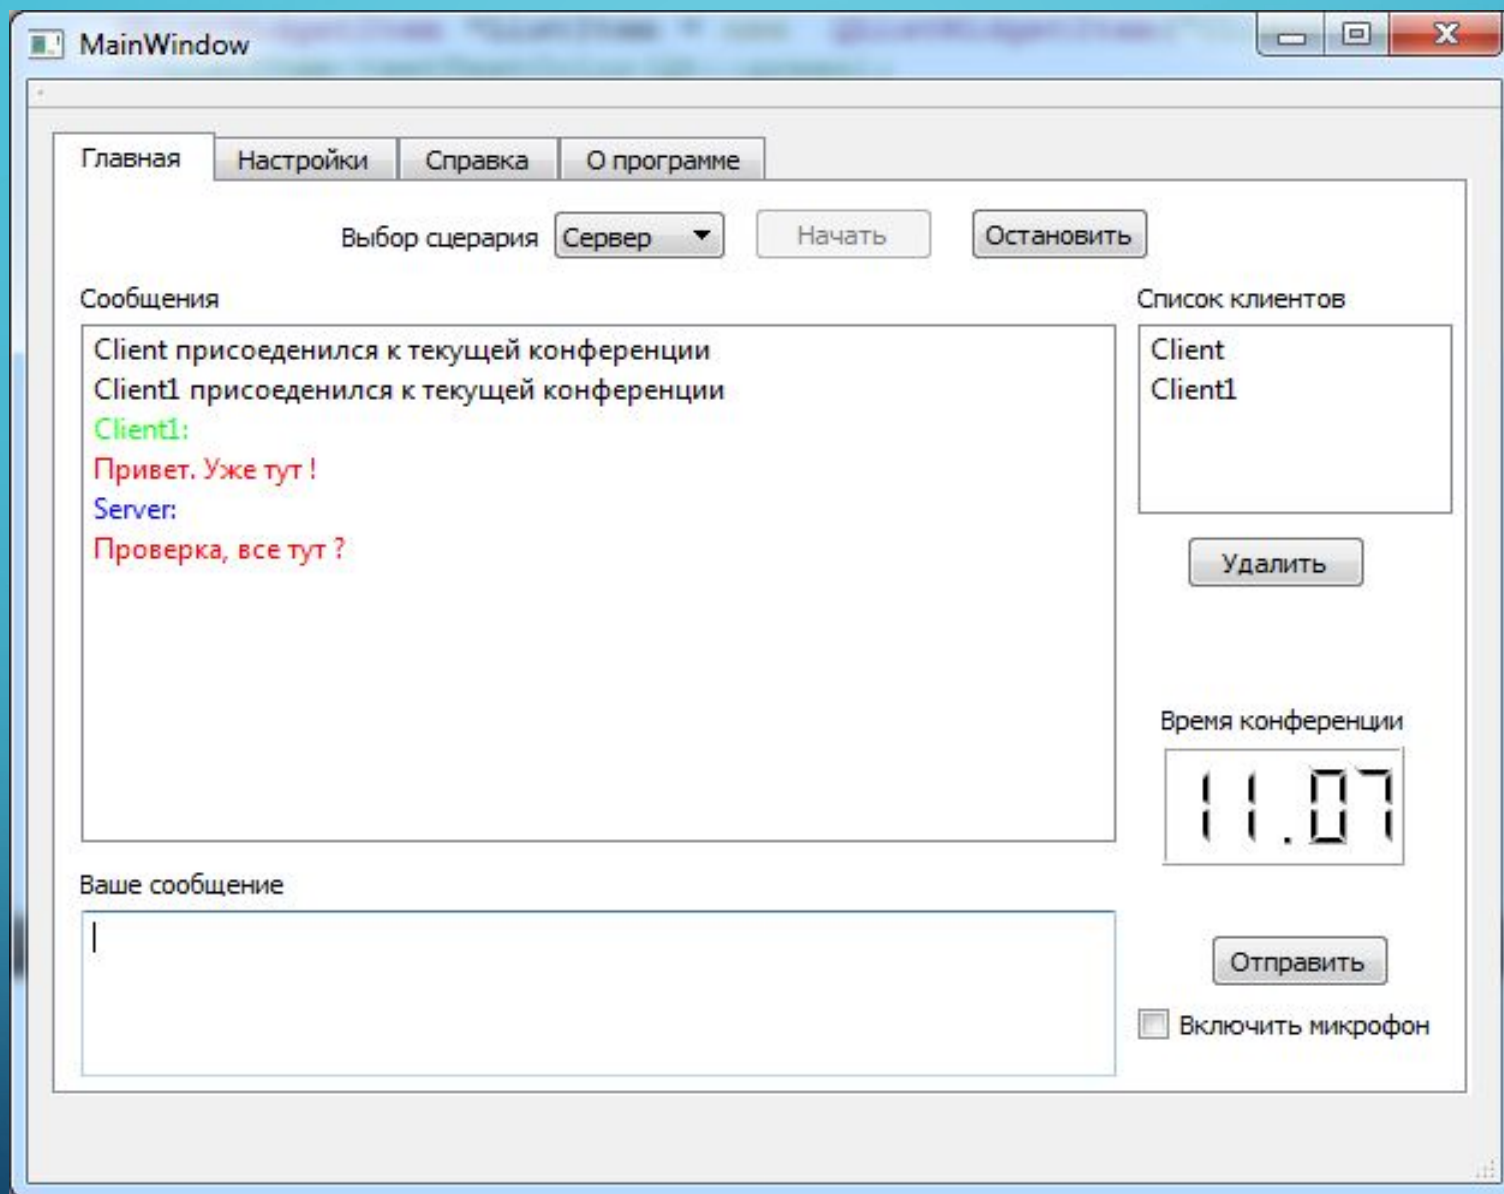 MainWindow
Главная Настройки Справка О программе
Выбор сцерария Сервер Начать Остановить
Сообщения
Client присоеденился к текущей конференции
Client1 присоеденился к текущей конференции
Client1:
Привет. Уже тут !
Server:
Проверка, все тут ?
Список клиентов
Client
Client1
Удалить
Время конференции
11.07
Ваше сообщение
Отправить
Включить микрофон